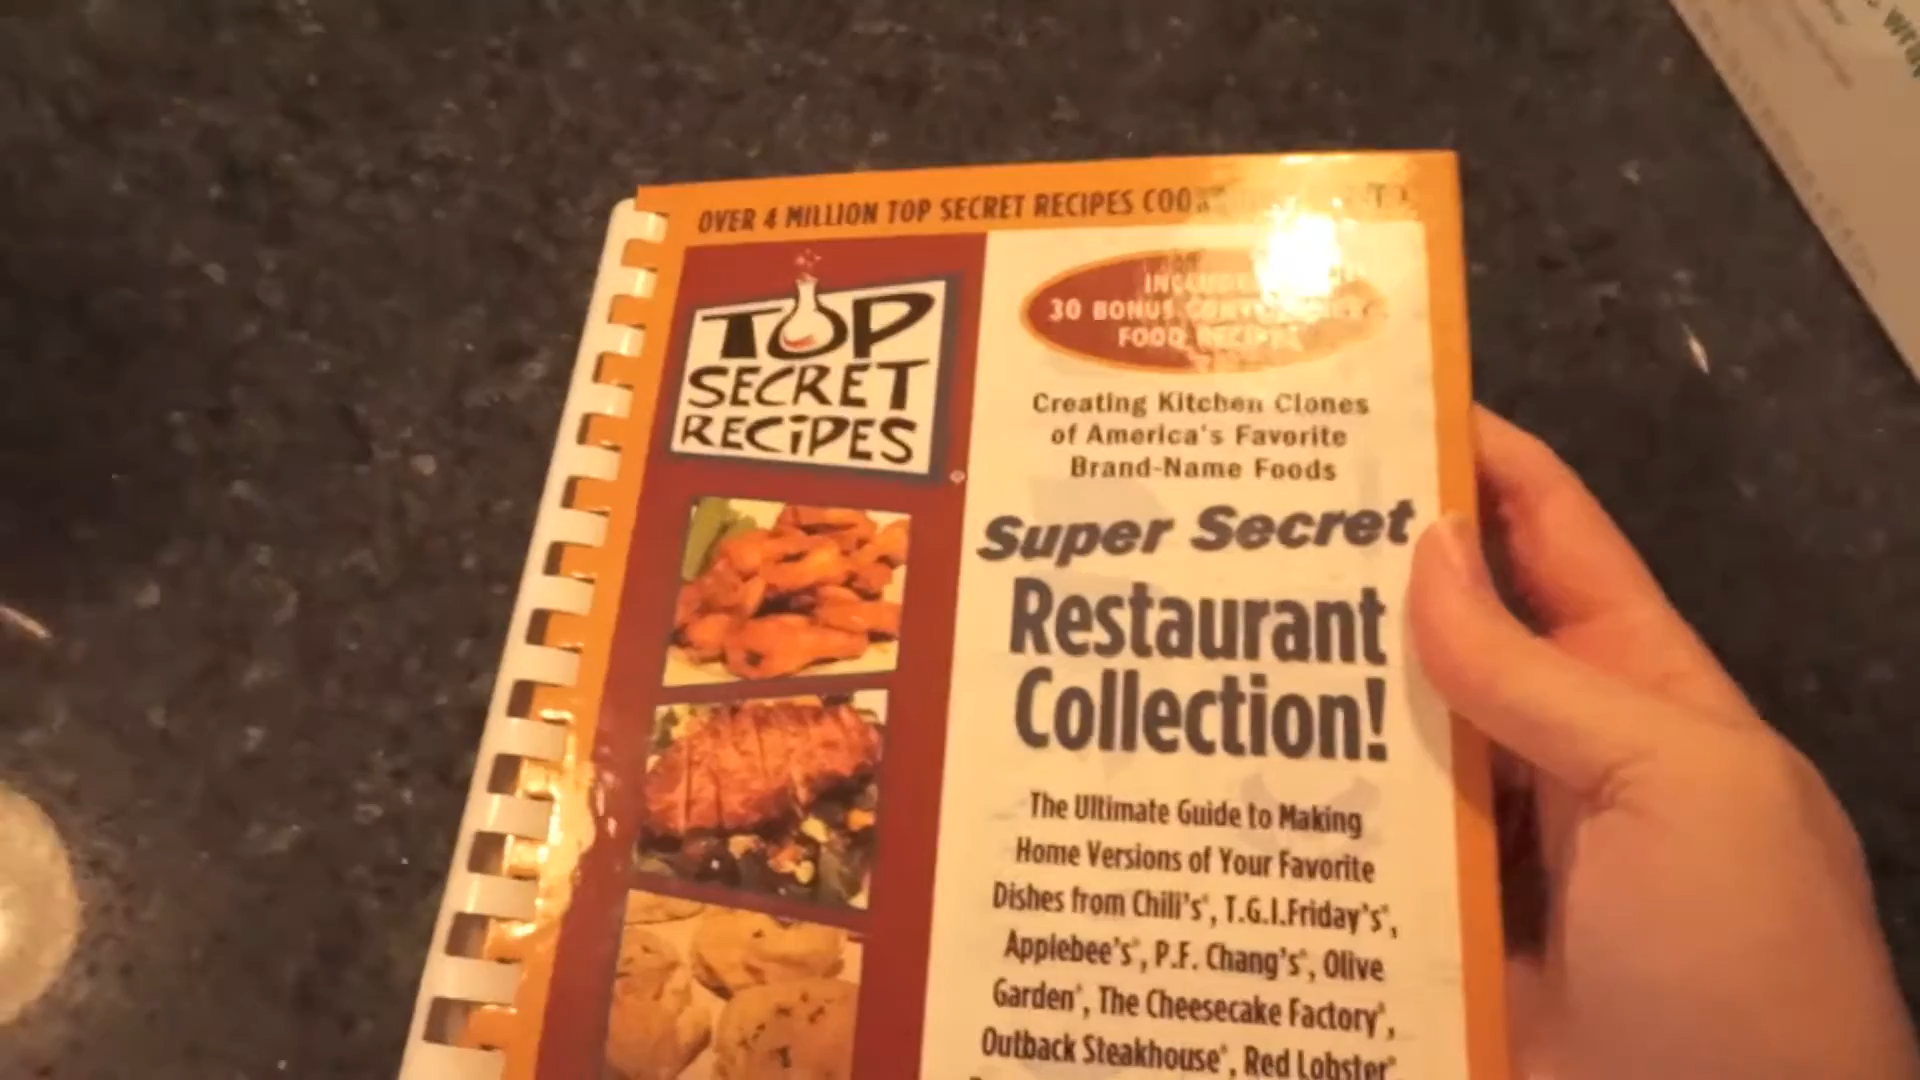 OVER 4 MILLION TOP SECRET RECIPES
TOP
SECRET
RECIPES
30 BONUS
FOOD
Creating Kitchen Clones
of America's Favorite
Brand-Name Foods
Super Secret
Restaurant
Collection!
The Ultimate Guide to Making
Home Versions of Your Favorite
Dishes from Chili's®, T.G.I.Friday's®,
Applebee's®, P.F. Chang's®, Olive
Garden®, The Cheesecake Factory®,
Outback Steakhouse®, Red Lobster®